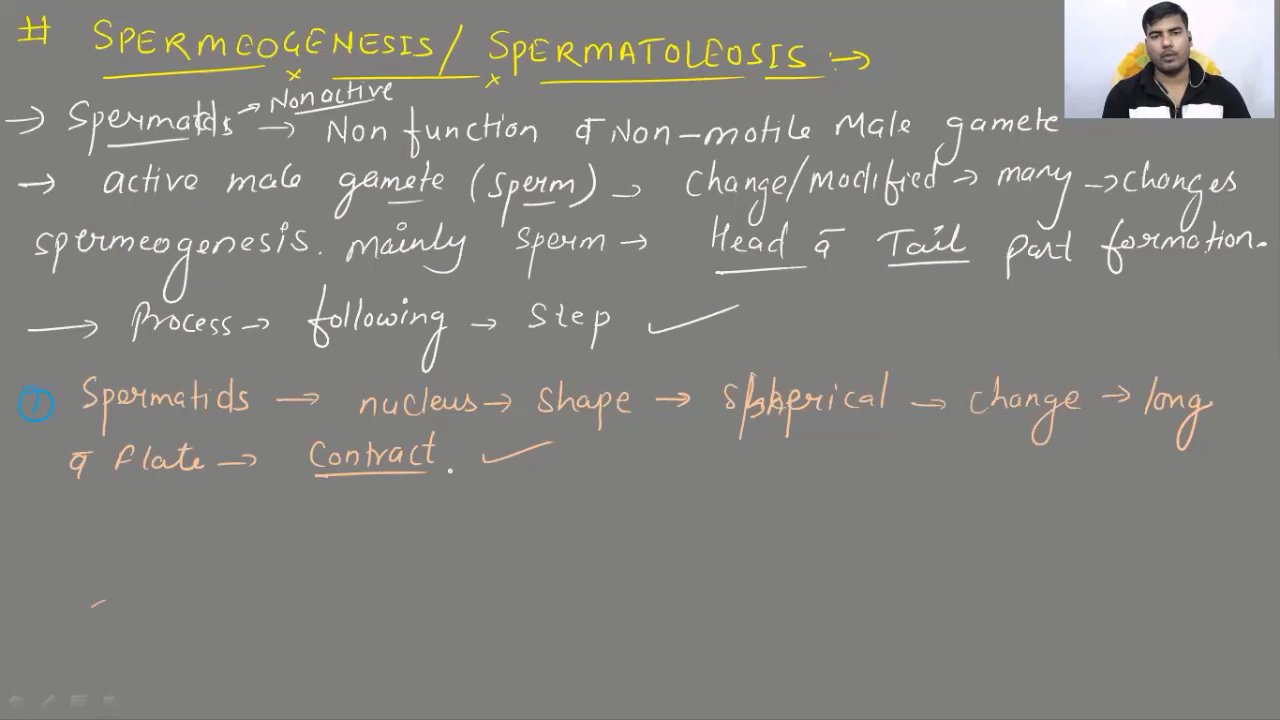 # SPERMEOGENESIS / SPERMATOLEOSIS :->
→ Spermatids → Non active
→ Non function & Non-motile Male gamete
→ active male gamete (sperm) → change/modified → many → changes
spermeogenesis. mainly sperm → Head & Tail part formation.
→ Process → following → step ✓
① Spermatids → nucleus → shape → spherical → change → long
& flate → Contract. ✓